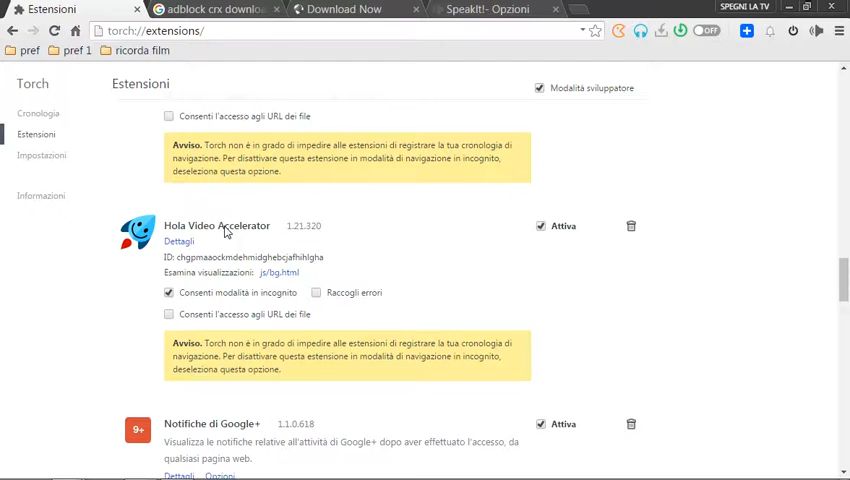 Estensioni
adblock crx downloa
Download Now
SpeakIt!- Opzioni
SPEGNI LA TV
torch://extensions/
OFF
pref
pref 1
ricorda film
Torch
Estensioni
Modalità sviluppatore
Cronologia
Estensioni
Impostazioni
Informazioni
Consenti l'accesso agli URL dei file
Avviso. Torch non è in grado di impedire alle estensioni di registrare la tua cronologia di
navigazione. Per disattivare questa estensione in modalità di navigazione in incognito,
deseleziona questa opzione.
Hola Video Accelerator 1.21.320
Attiva
Dettagli
ID: chgpmaaockmdehmidghebcjafhihlgha
Esamina visualizzazioni: js/bg.html
Consenti modalità in incognito
Raccogli errori
Consenti l'accesso agli URL dei file
Avviso. Torch non è in grado di impedire alle estensioni di registrare la tua cronologia di
navigazione. Per disattivare questa estensione in modalità di navigazione in incognito,
deseleziona questa opzione.
9+
Notifiche di Google+ 1.1.0.618
Attiva
Visualizza le notifiche relative all'attività di Google+ dopo aver effettuato l'accesso, da
qualsiasi pagina web.
Dettagli Opzioni